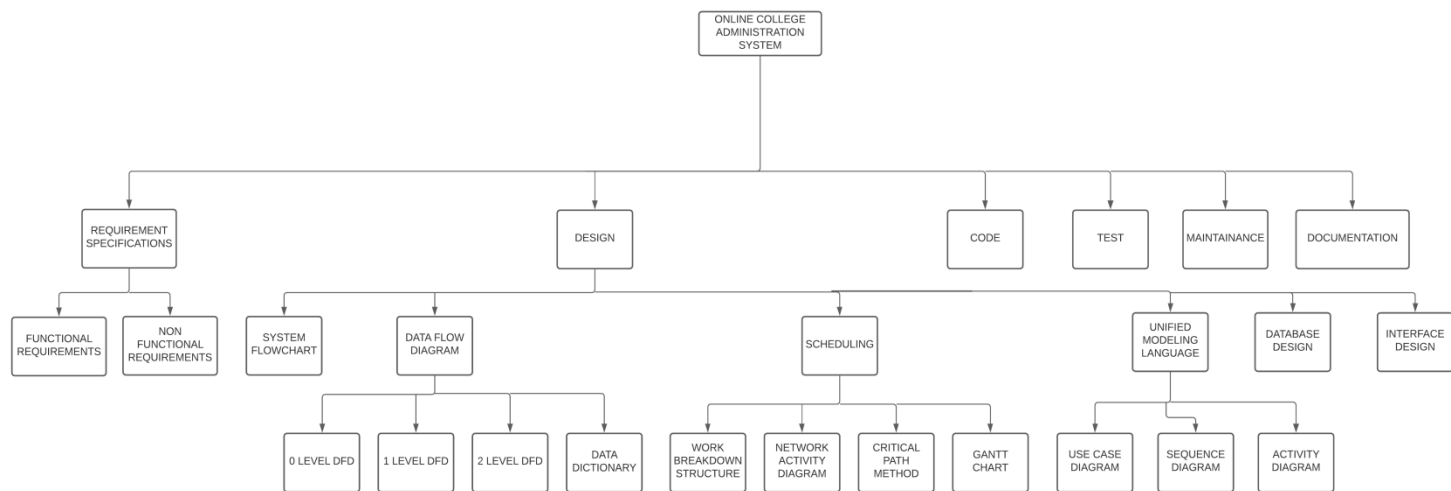 ONLINE COLLEGE
ADMINISTRATION
SYSTEM
REQUIREMENT
SPECIFICATIONS
DESIGN
CODE
TEST
MAINTAINANCE
DOCUMENTATION
FUNCTIONAL
REQUIREMENTS
NON
FUNCTIONAL
REQUIREMENTS
SYSTEM
FLOWCHART
DATA FLOW
DIAGRAM
SCHEDULING
UNIFIED
MODELING
LANGUAGE
DATABASE
DESIGN
INTERFACE
DESIGN
0 LEVEL DFD
1 LEVEL DFD
2 LEVEL DFD
DATA
DICTIONARY
WORK
BREAKDOWN
STRUCTURE
NETWORK
ACTIVITY
DIAGRAM
CRITICAL
PATH
METHOD
GANTT
CHART
USE CASE
DIAGRAM
SEQUENCE
DIAGRAM
ACTIVITY
DIAGRAM